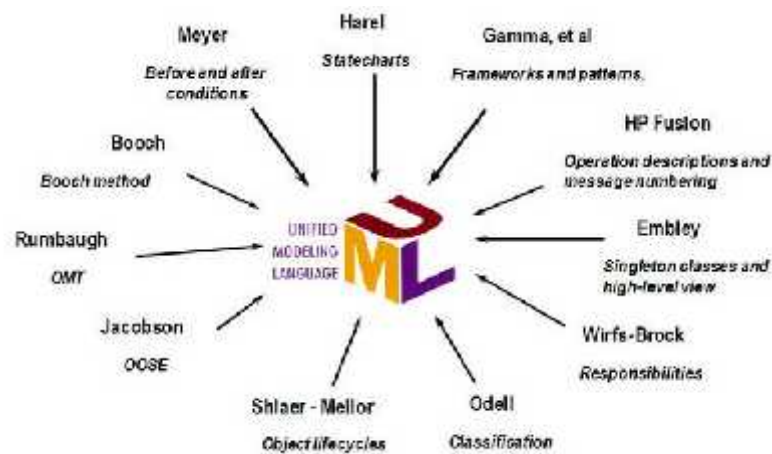 Meyer
Before and after
conditions
Harel
Statecharts
Gamma, et al
Frameworks and patterns,
HP Fusion
Operation descriptions and
message numbering
Booch
Booch method
Embley
Singleton classes and
high-level view
Rumbaugh
OMT
UNIFIED
MODELING
LANGUAGE
UML
Jacobson
OOSE
Wirfs-Brock
Responsibilities
Shlaer - Mellor
Object lifecycles
Odell
Classification